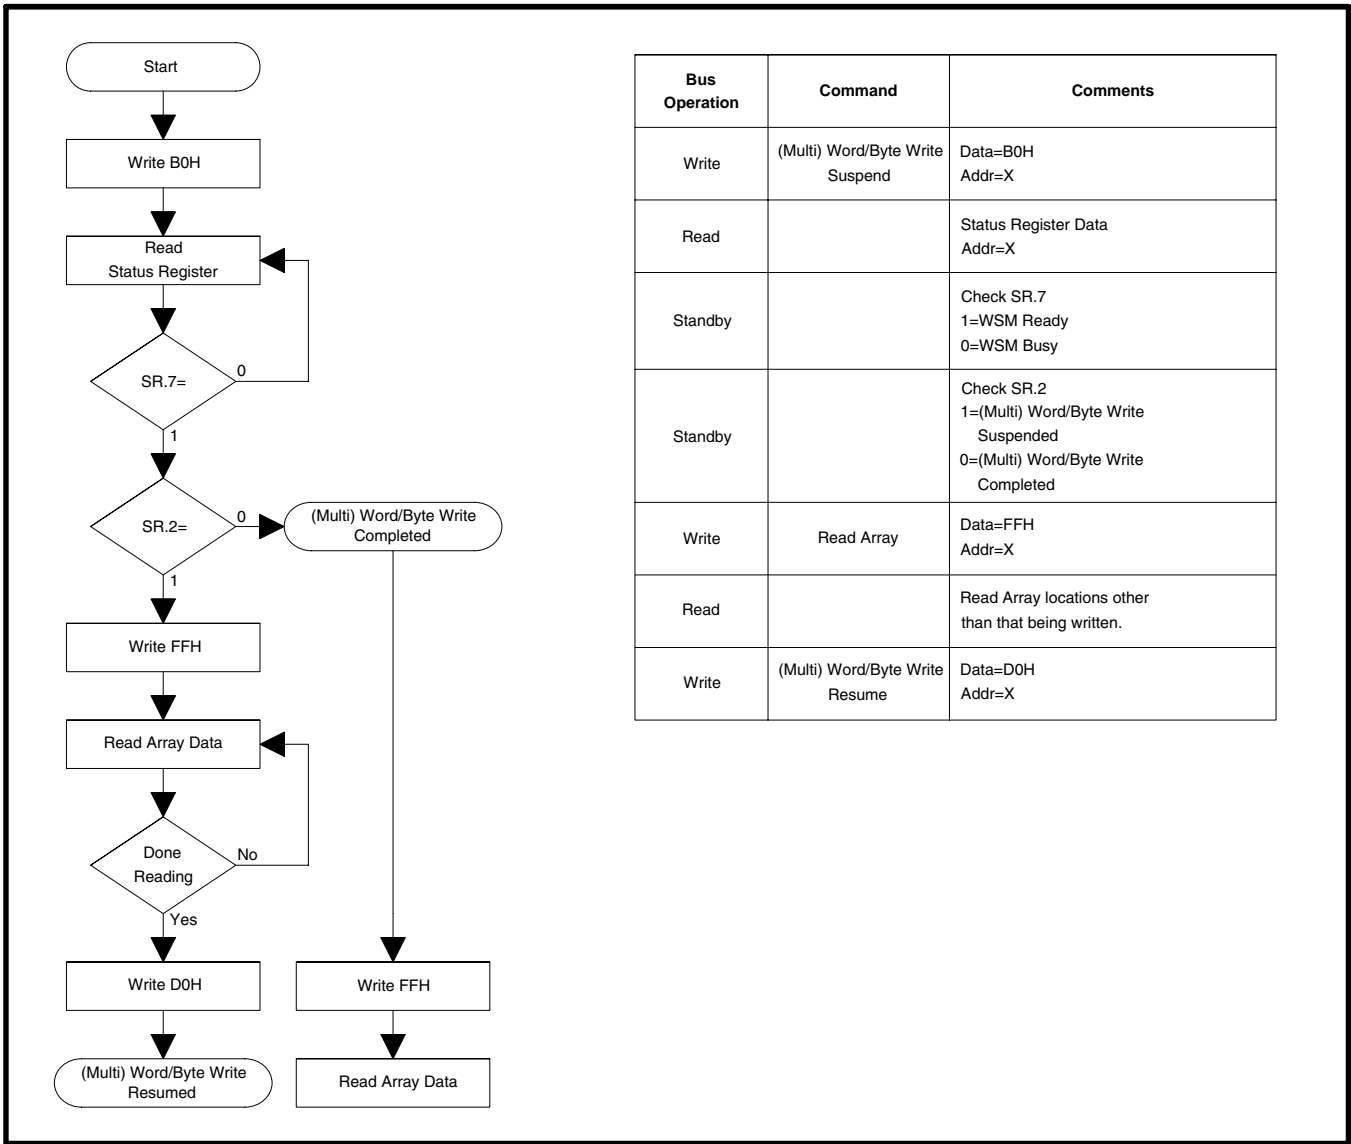 Start
Write B0H
Read
Status Register
SR.7=
0
1
SR.2=
0
(Multi) Word/Byte Write
Completed
1
Write FFH
Read Array Data
Done
Reading
No
Yes
Write D0H
Write FFH
(Multi) Word/Byte Write
Resumed
Read Array Data
Bus
Operation
Command
Comments
Write
(Multi) Word/Byte Write
Suspend
Data=B0H
Addr=X
Read
Status Register Data
Addr=X
Standby
Check SR.7
1=WSM Ready
0=WSM Busy
Standby
Check SR.2
1=(Multi) Word/Byte Write
Suspended
0=(Multi) Word/Byte Write
Completed
Write
Read Array
Data=FFH
Addr=X
Read
Read Array locations other
than that being written.
Write
(Multi) Word/Byte Write
Resume
Data=D0H
Addr=X